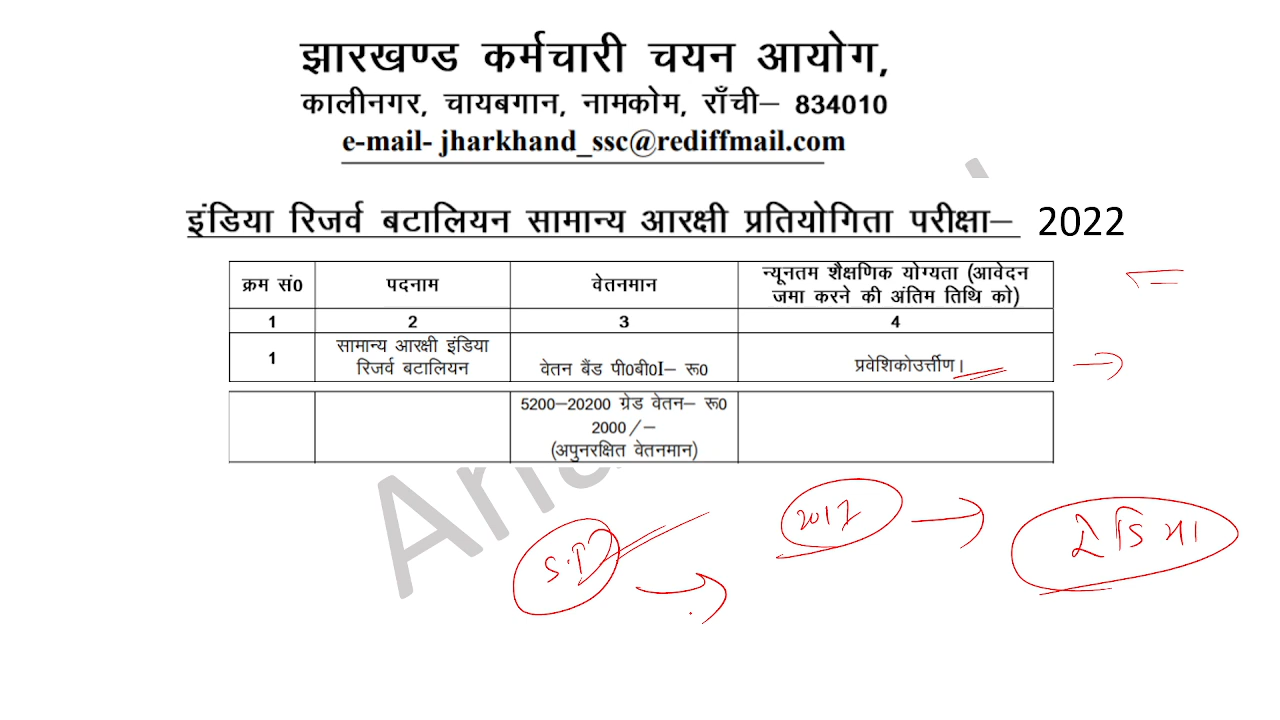 झारखण्ड कर्मचारी चयन आयोग,
कालीनगर, चायबगान, नामकोम, राँची– 834010
e-mail- jharkhand_ssc@rediffmail.com
इंडिया रिजर्व बटालियन सामान्य आरक्षी प्रतियोगिता परीक्षा– 2022
क्रम सं0 पदनाम वेतनमान न्यूनतम शैक्षणिक योग्यता (आवेदन
जमा करने की अंतिम तिथि को)
1 2 3 4
1 सामान्य आरक्षी इंडिया
रिजर्व बटालियन वेतन बैंड पी0बी0I– रू0 प्रवेशिकोउर्त्तीण।
5200–20200 ग्रेड वेतन– रू0
2000/–
(अपुनरक्षित वेतनमान)
2017